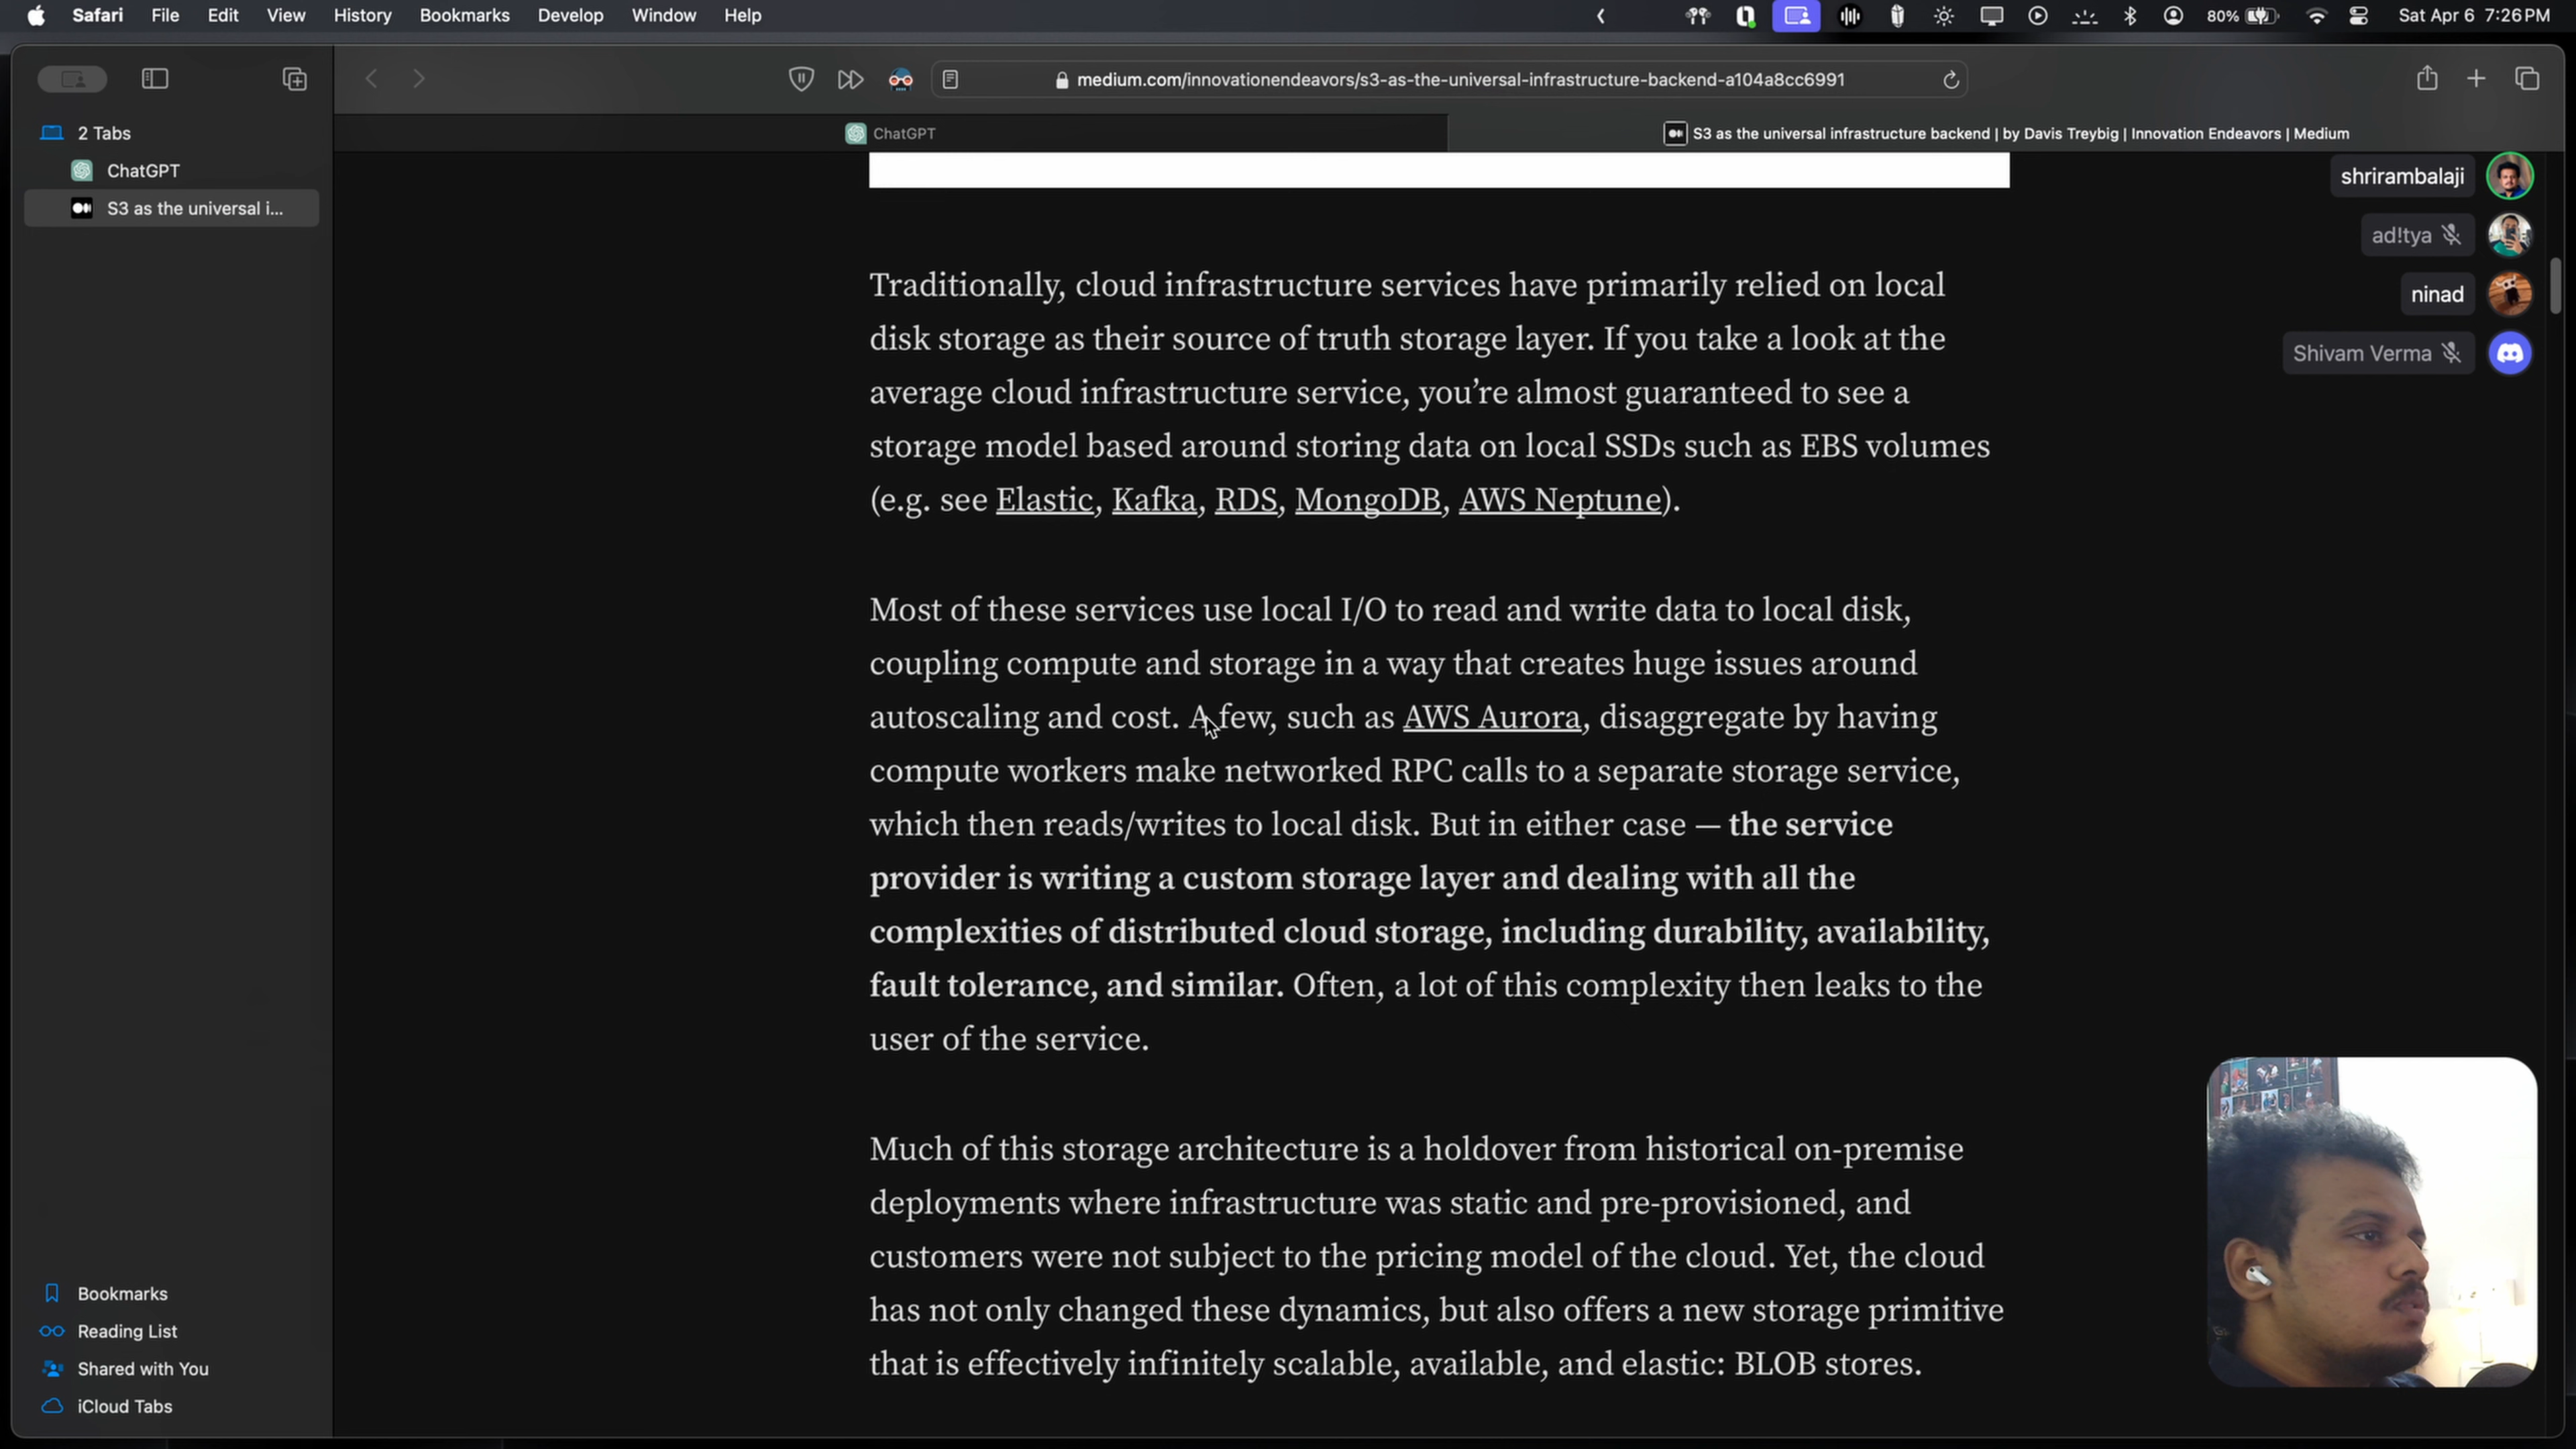 Safari File Edit View History Bookmarks Develop Window Help
80% Sat Apr 6 7:26 PM
medium.com/innovationendeavors/s3-as-the-universal-infrastructure-backend-a104a8cc6991
2 Tabs
ChatGPT
S3 as the universal i...
ChatGPT
S3 as the universal infrastructure backend | by Davis Treybig | Innovation Endeavors | Medium
shrirambalaji
ad!tya
ninad
Shivam Verma
Traditionally, cloud infrastructure services have primarily relied on local
disk storage as their source of truth storage layer. If you take a look at the
average cloud infrastructure service, you’re almost guaranteed to see a
storage model based around storing data on local SSDs such as EBS volumes
(e.g. see Elastic, Kafka, RDS, MongoDB, AWS Neptune).
Most of these services use local I/O to read and write data to local disk,
coupling compute and storage in a way that creates huge issues around
autoscaling and cost. A few, such as AWS Aurora, disaggregate by having
compute workers make networked RPC calls to a separate storage service,
which then reads/writes to local disk. But in either case — the service
provider is writing a custom storage layer and dealing with all the
complexities of distributed cloud storage, including durability, availability,
fault tolerance, and similar. Often, a lot of this complexity then leaks to the
user of the service.
Much of this storage architecture is a holdover from historical on-premise
deployments where infrastructure was static and pre-provisioned, and
customers were not subject to the pricing model of the cloud. Yet, the cloud
has not only changed these dynamics, but also offers a new storage primitive
that is effectively infinitely scalable, available, and elastic: BLOB stores.
Bookmarks
Reading List
Shared with You
iCloud Tabs